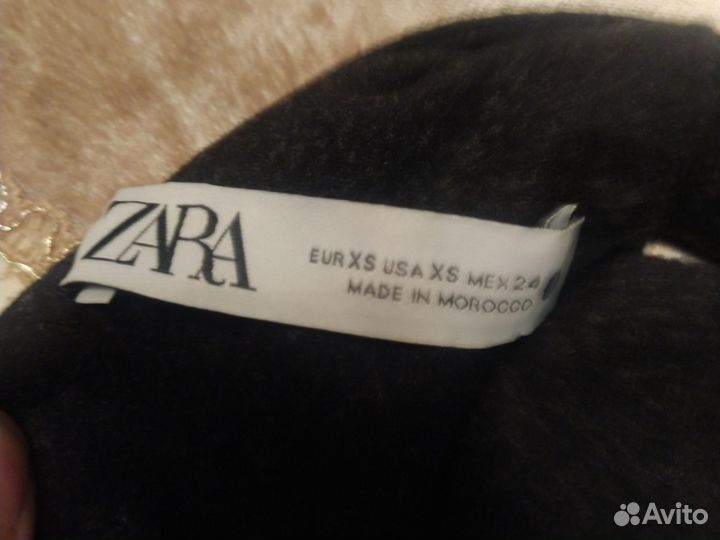 ZARA
EUR XS USA XS MEX 24
MADE IN MOROCCO
Avito